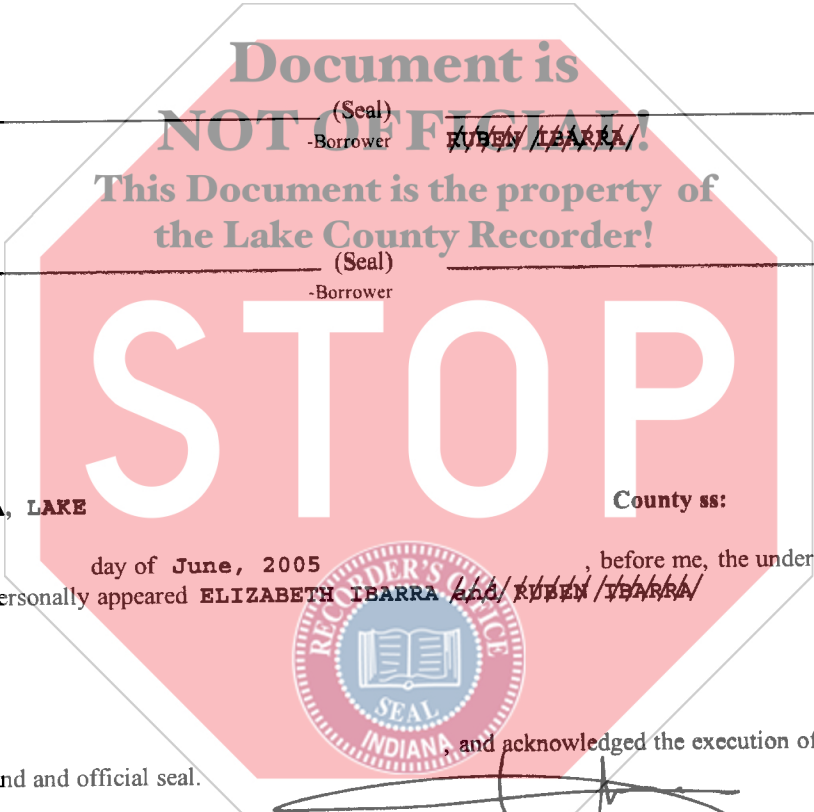 Document is
(Seal)
NOT OFFICIAL!
-Borrower RUBEN IBARRA
This Document is the property of
the Lake County Recorder!
(Seal)
-Borrower
STOP
, LAKE County ss:
day of June, 2005 , before me, the under
ersonally appeared ELIZABETH IBARRA and RUBEN IBARRA
RECORDER'S OFFICE
SEAL
INDIANA
, and acknowledged the execution of
nd and official seal.